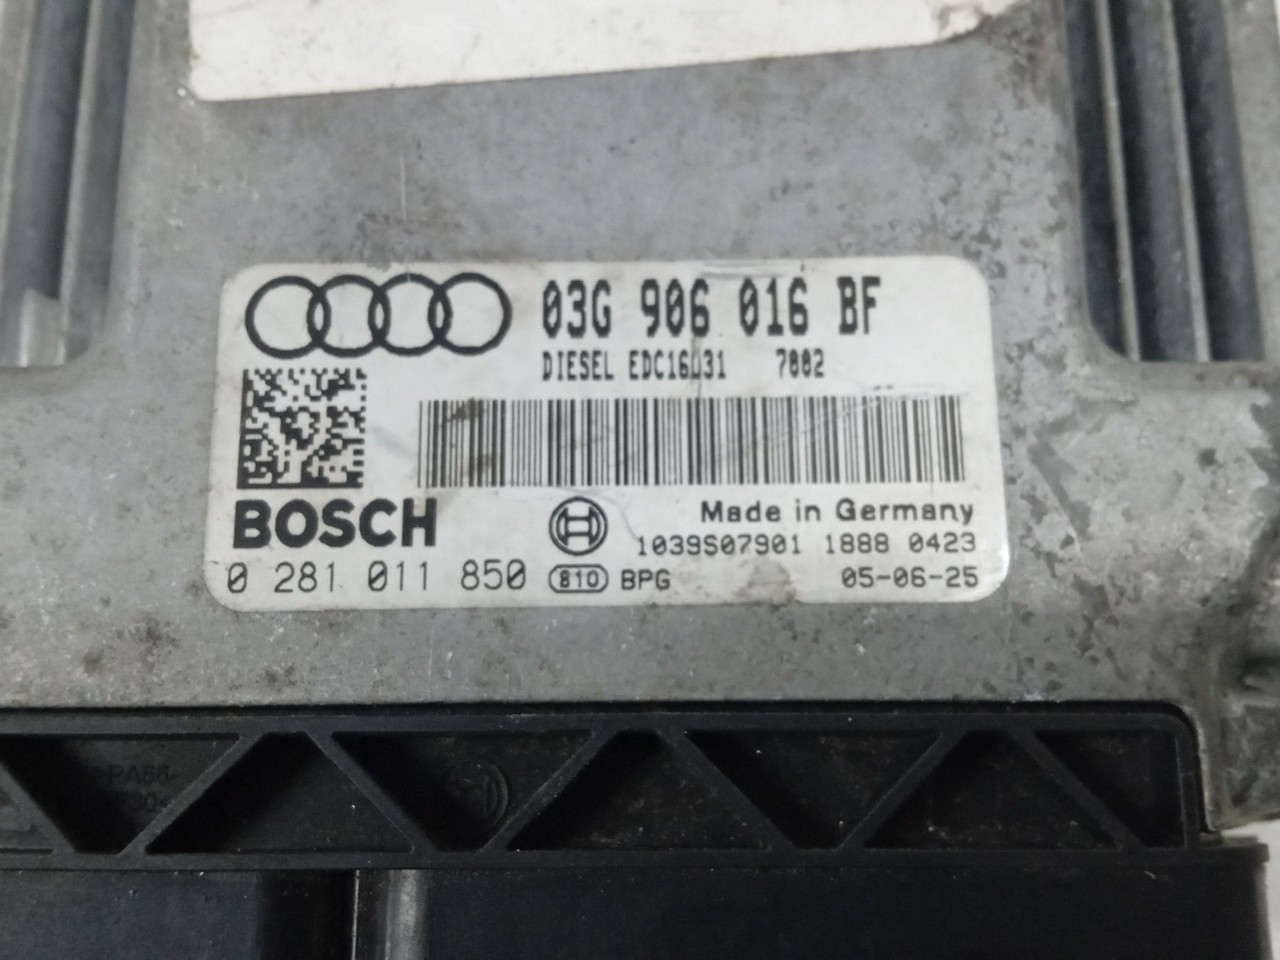 03G 906 016 BF
DIESEL EDC16U31 7002
BOSCH
Made in Germany
1039S07901 1888 0423
0 281 011 850 810 BPG 05-06-25
>PA66-